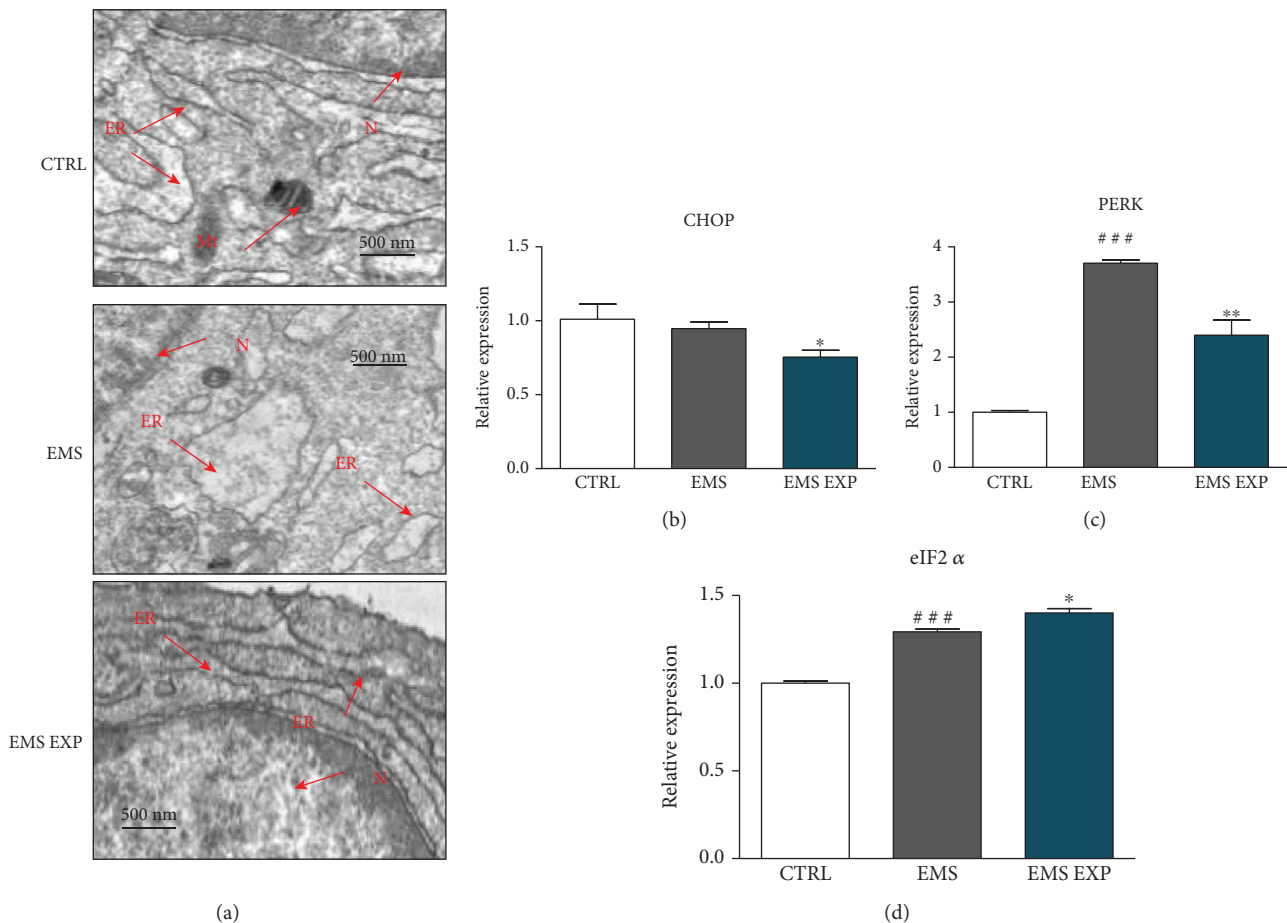 CTRL
ER
N
Mt
500 nm
EMS
N
500 nm
ER
ER
EMS EXP
ER
ER
N
500 nm
(a)
CHOP
Relative expression
1.5
1.0
0.5
0.0
*
CTRL EMS EMS EXP
(b)
PERK
Relative expression
4
3
2
1
0
# # #
**
CTRL EMS EMS EXP
(c)
eIF2 α
Relative expression
1.5
1.0
0.5
0.0
# # #
*
CTRL EMS EMS EXP
(d)